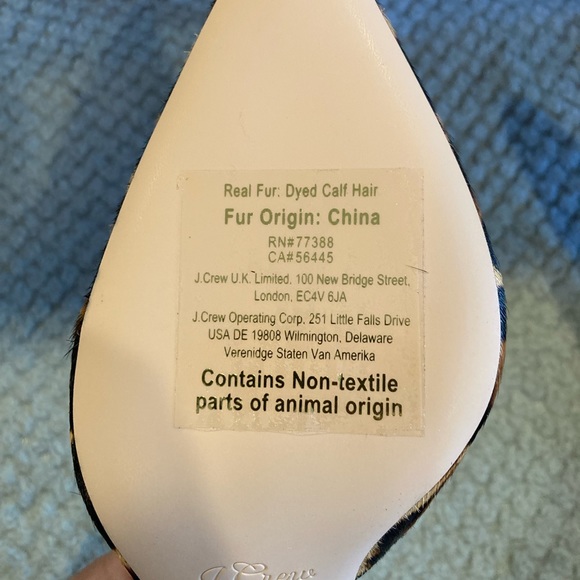 Real Fur: Dyed Calf Hair
Fur Origin: China
RN#77388
CA#56445
J.Crew U.K. Limited, 100 New Bridge Street,
London, EC4V 6JA
J.Crew Operating Corp, 251 Little Falls Drive
USA DE 19808 Wilmington, Delaware
Verenidge Staten Van Amerika
Contains Non-textile
parts of animal origin
J.Crew